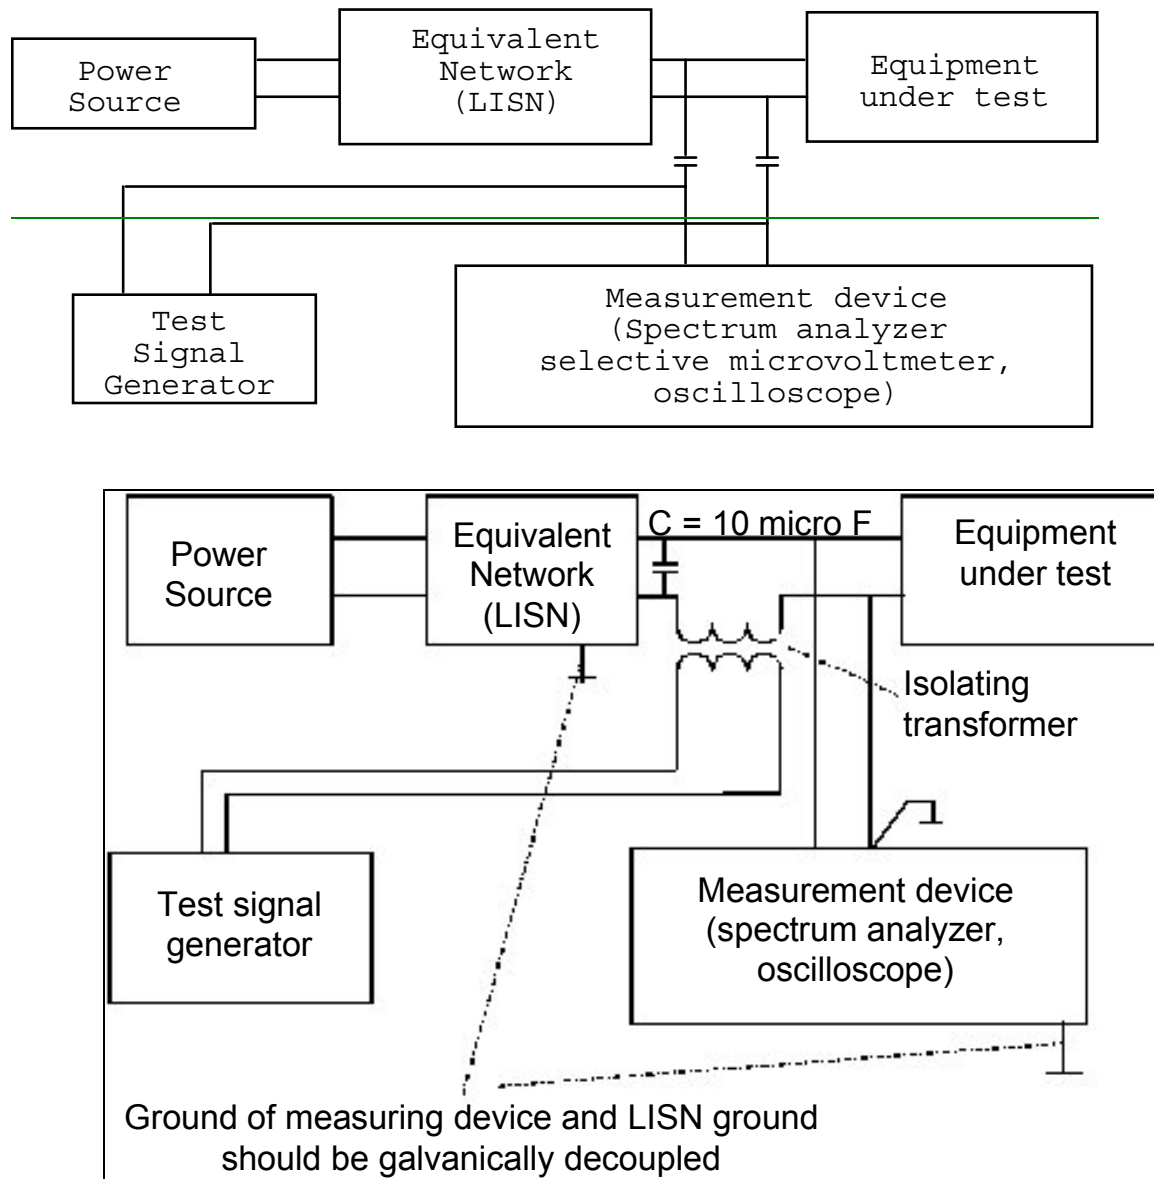 Power
Source
Equivalent
Network
(LISN)
Equipment
under test
Test
Signal
Generator
Measurement device
(Spectrum analyzer
selective microvoltmeter,
oscilloscope)
Power
Source
Equivalent
Network
(LISN)
C = 10 micro F
Equipment
under test
Isolating
transformer
Test signal
generator
Measurement device
(spectrum analyzer,
oscilloscope)
Ground of measuring device and LISN ground
should be galvanically decoupled